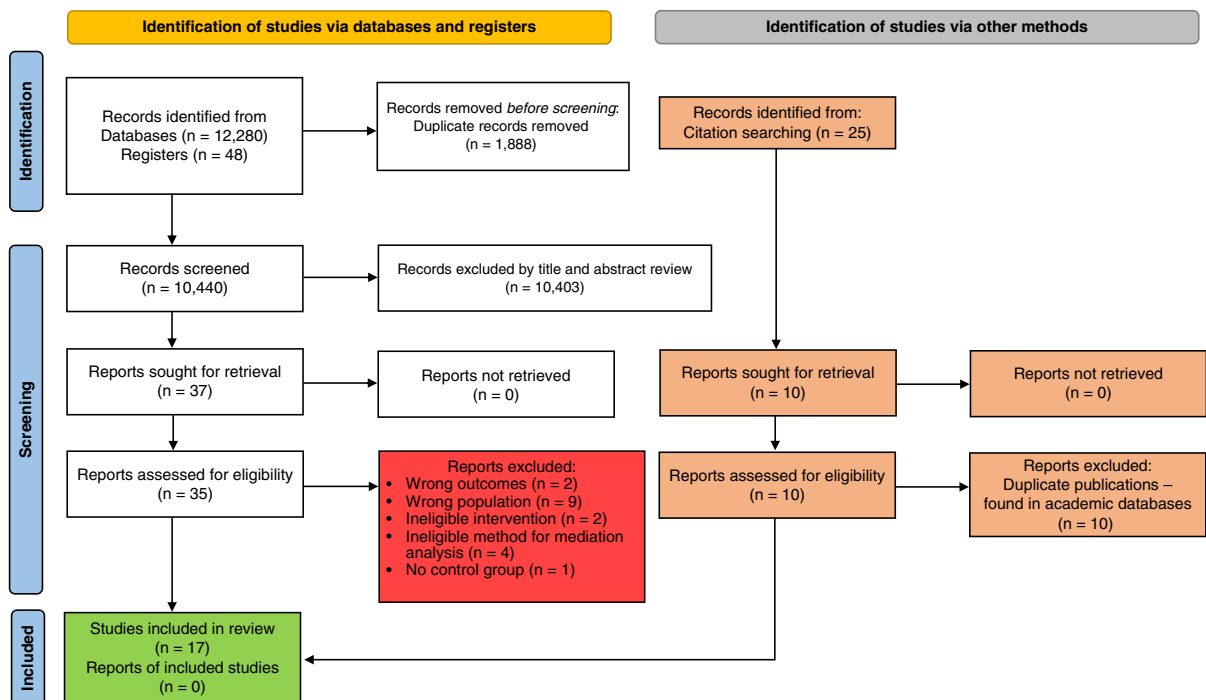 Identification of studies via databases and registers
Identification of studies via other methods
Identification
Records identified from
Databases (n = 12,280)
Registers (n = 48)
Records removed before screening:
Duplicate records removed
(n = 1,888)
Records identified from:
Citation searching (n = 25)
Screening
Records screened
(n = 10,440)
Records excluded by title and abstract review
(n = 10,403)
Reports sought for retrieval
(n = 37)
Reports not retrieved
(n = 0)
Reports sought for retrieval
(n = 10)
Reports not retrieved
(n = 0)
Reports assessed for eligibility
(n = 35)
Reports excluded:
• Wrong outcomes (n = 2)
• Wrong population (n = 9)
• Ineligible intervention (n = 2)
• Ineligible method for mediation
analysis (n = 4)
• No control group (n = 1)
Reports assessed for eligibility
(n = 10)
Reports excluded:
Duplicate publications –
found in academic databases
(n = 10)
Included
Studies included in review
(n = 17)
Reports of included studies
(n = 0)